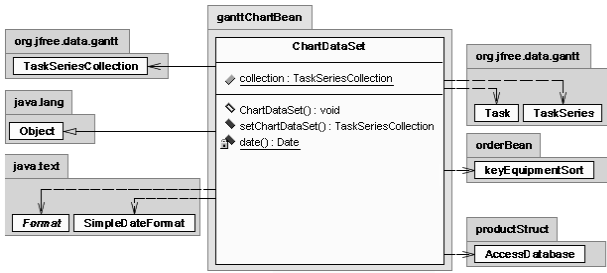 ganttChartBean
ChartDataSet
collection : TaskSeriesCollection
ChartDataSet() : void
setChartDataSet() : TaskSeriesCollection
date() : Date
org.jfree.data.gantt
TaskSeriesCollection
java.lang
Object
java.text
Format
SimpleDateFormat
org.jfree.data.gantt
Task
TaskSeries
orderBean
keyEquipmentSort
productStruct
AccessDatabase